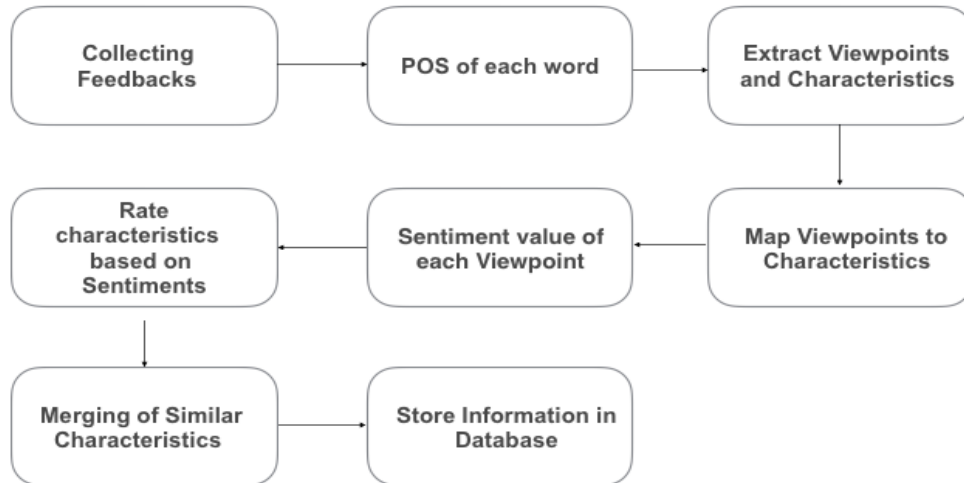 Collecting
Feedbacks
POS of each word
Extract Viewpoints
and Characteristics
Map Viewpoints to
Characteristics
Sentiment value of
each Viewpoint
Rate
characteristics
based on
Sentiments
Merging of Similar
Characteristics
Store Information in
Database